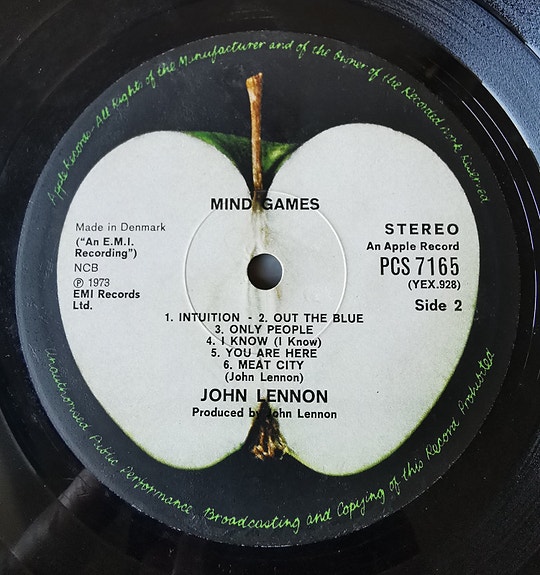 Apple Records-All Rights of the Manufacturer and of the Owner of the Recorded Work Reserved
MIND GAMES
Made in Denmark
("An E.M.I.
Recording")
NCB
℗ 1973
EMI Records
Ltd.
STEREO
An Apple Record
PCS 7165
(YEX.928)
Side 2
1. INTUITION - 2. OUT THE BLUE
3. ONLY PEOPLE
4. I KNOW (I Know)
5. YOU ARE HERE
6. MEAT CITY
(John Lennon)
JOHN LENNON
Produced by John Lennon
Unauthorised Public Performance, Broadcasting and Copying of this Record Prohibited